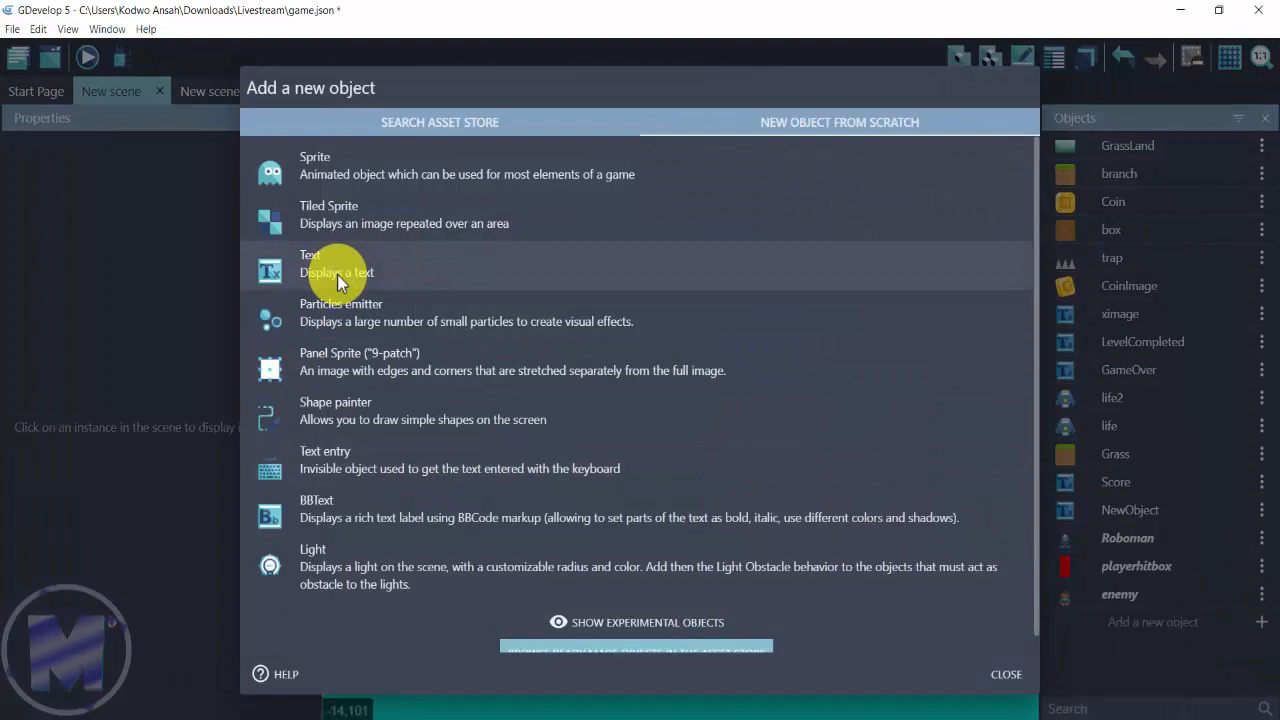 GDevelop 5 - C:\Users\Kodwo Ansah\Downloads\Livestream\game.json *
File Edit View Window Help
Start Page
New scene
New scene
Properties
Click on an instance in the scene to display i
Add a new object
SEARCH ASSET STORE
NEW OBJECT FROM SCRATCH
Sprite
Animated object which can be used for most elements of a game
Tiled Sprite
Displays an image repeated over an area
Text
Displays a text
Particles emitter
Displays a large number of small particles to create visual effects.
Panel Sprite ("9-patch")
An image with edges and corners that are stretched separately from the full image.
Shape painter
Allows you to draw simple shapes on the screen
Text entry
Invisible object used to get the text entered with the keyboard
BBText
Displays a rich text label using BBCode markup (allowing to set parts of the text as bold, italic, use different colors and shadows).
Light
Displays a light on the scene, with a customizable radius and color. Add then the Light Obstacle behavior to the objects that must act as
obstacle to the lights.
SHOW EXPERIMENTAL OBJECTS
BROWSE READY-MADE OBJECTS IN THE ASSET STORE
HELP
CLOSE
-14,101
Objects
GrassLand
branch
Coin
box
trap
CoinImage
ximage
LevelCompleted
GameOver
life2
life
Grass
Score
NewObject
Roboman
playerhitbox
enemy
Add a new object
Search
1:1
M